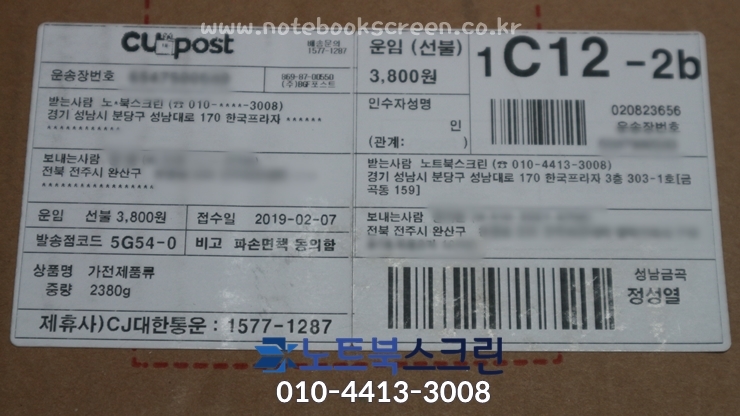 www.notebookscreen.co.kr
CUpost
배송문의
1577-1287
운송장번호
869-87-00550
(주)BGF포스트
받는사람 노*북스크린 (☎ 010-****-3008)
경기 성남시 분당구 성남대로 170 한국프라자 ******
****************
보내는사람
전북 전주시 완산구
******************
운임 선불 3,800원 접수일 2019-02-07
발송점코드 5G54-0 비고 파손면책 동의함
상품명 가전제품류
중량 2380g
제휴사)CJ대한통운 : 1577-1287
운임 (선불)
3,800원
1C12 -2b
인수자성명
인
(관계: )
020823656
운송장번호
받는사람 노트북스크린 (☎ 010-4413-3008)
경기 성남시 분당구 성남대로 170 한국프라자 3층 303-1호[금
곡동 159]
보내는사람
전북 전주시 완산구
성남금곡
정성열
노트북스크린
010-4413-3008